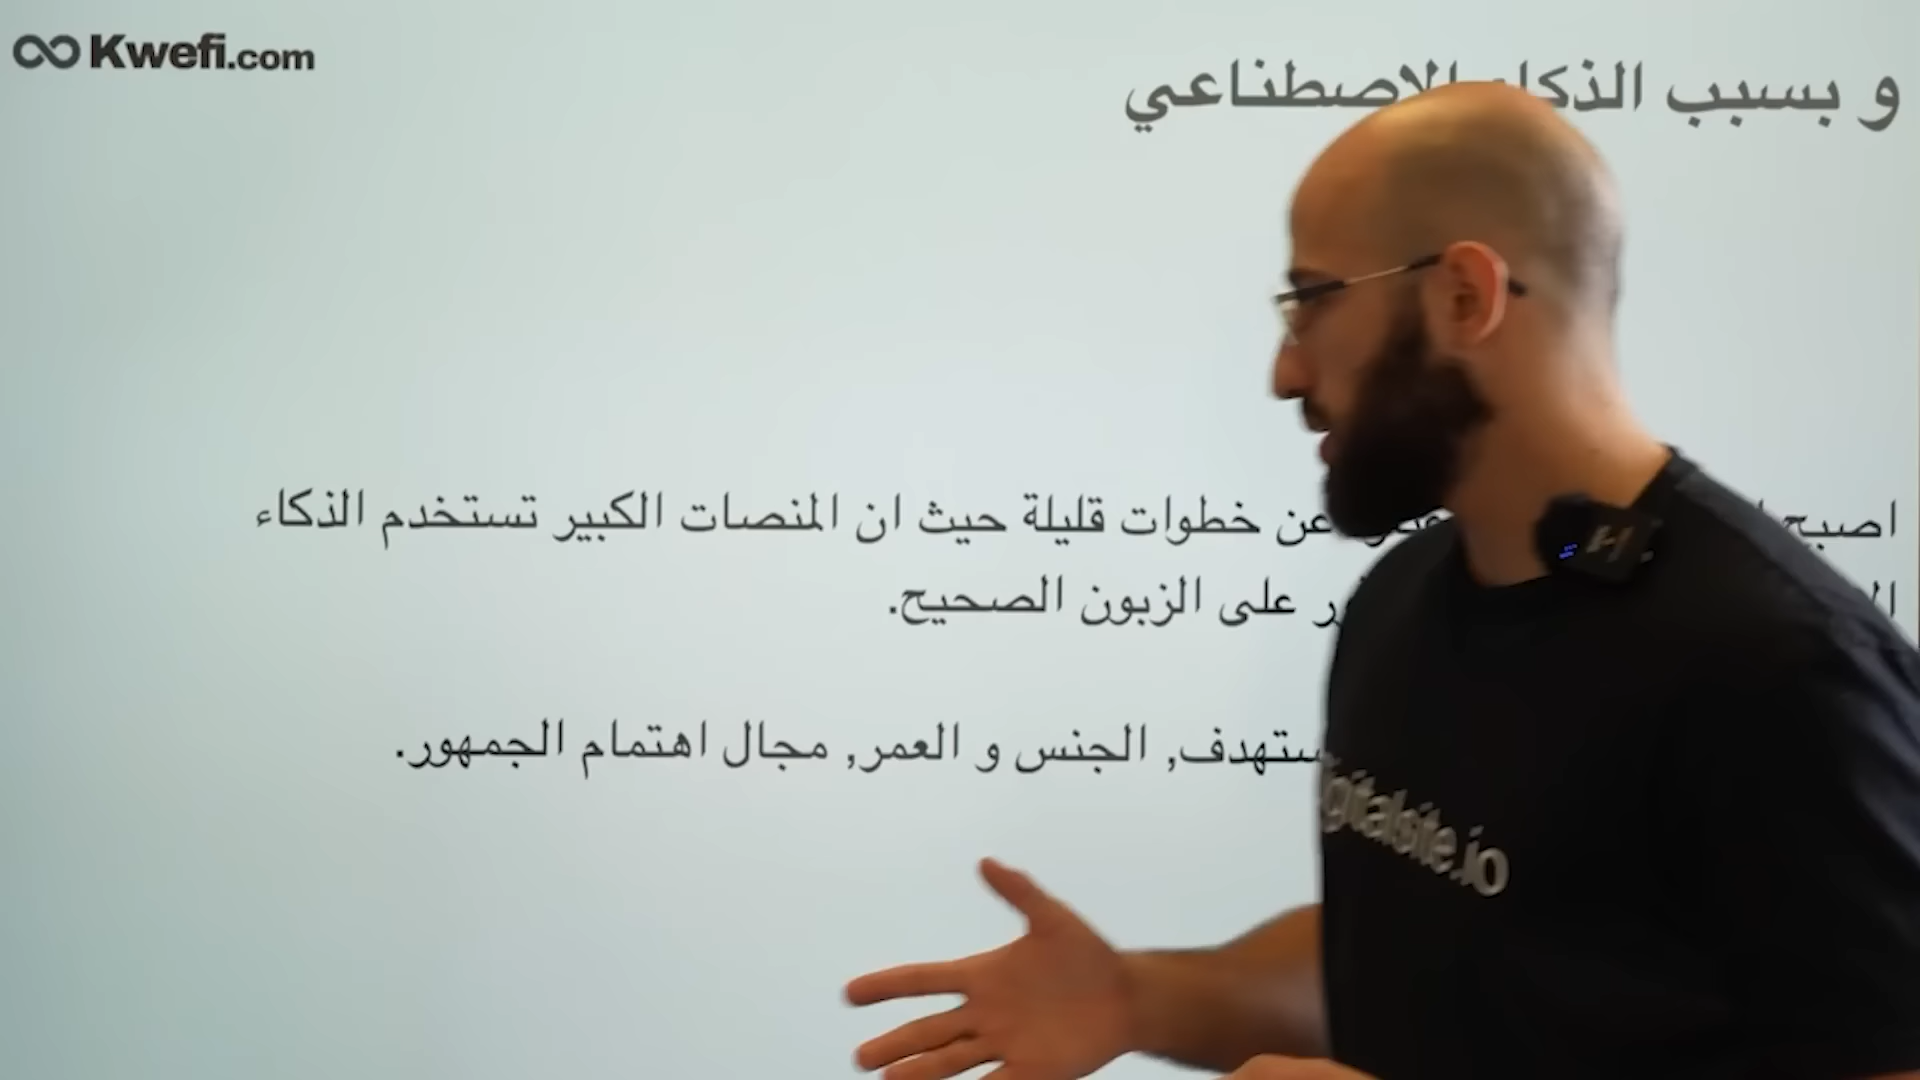 Kwefi.com
و بسبب الذكاء الاصطناعي
عن خطوات قليلة حيث ان المنصات الكبير تستخدم الذكاء
على الزبون الصحيح.
الجنس و العمر, مجال اهتمام الجمهور.
digitalsite.io